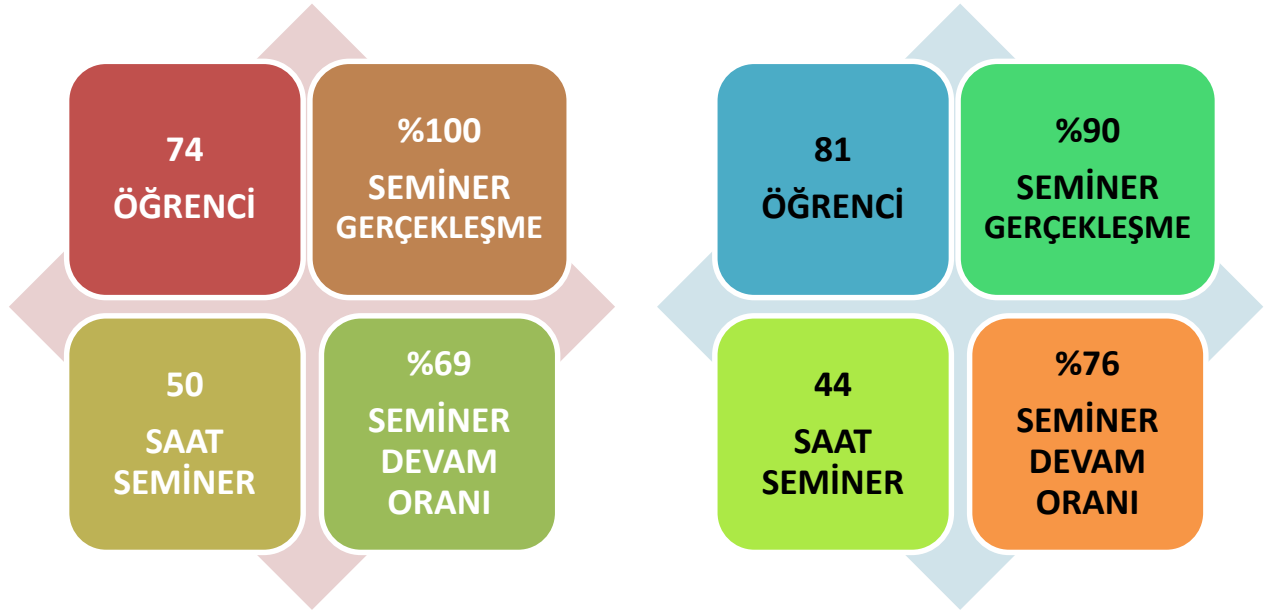 74
ÖĞRENCİ
%100
SEMİNER
GERÇEKLEŞME
50
SAAT
SEMİNER
%69
SEMİNER
DEVAM
ORANI
81
ÖĞRENCİ
%90
SEMİNER
GERÇEKLEŞME
44
SAAT
SEMİNER
%76
SEMİNER
DEVAM
ORANI